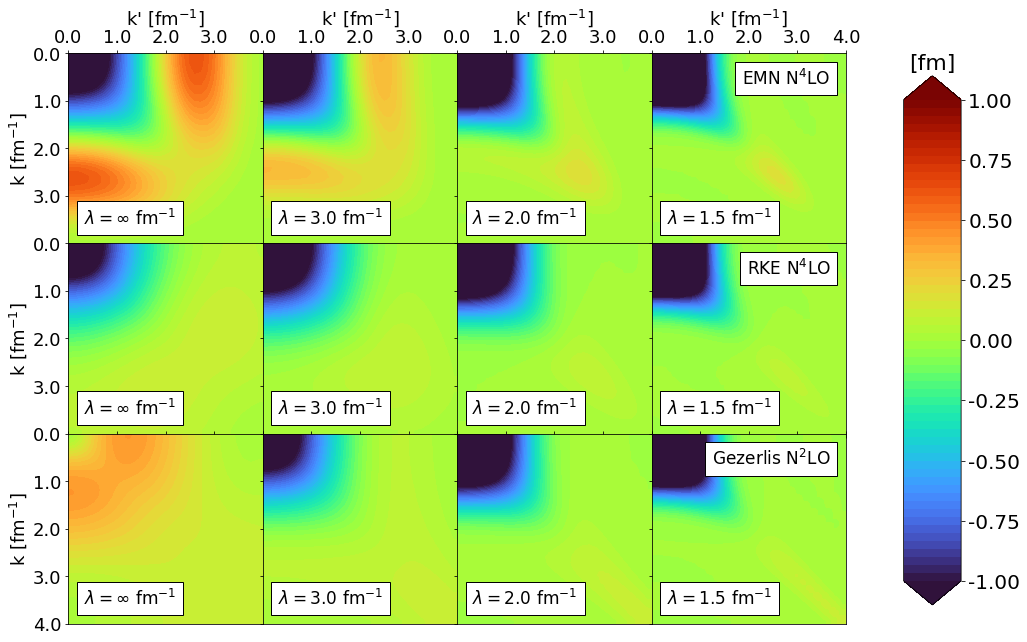 k' [fm⁻¹] k' [fm⁻¹] k' [fm⁻¹] k' [fm⁻¹]
0.0 1.0 2.0 3.0 0.0 1.0 2.0 3.0 0.0 1.0 2.0 3.0 0.0 1.0 2.0 3.0 4.0
[fm]
0.0
EMN N⁴LO
1.0
k [fm⁻¹]
2.0
3.0
λ = ∞ fm⁻¹ λ = 3.0 fm⁻¹ λ = 2.0 fm⁻¹ λ = 1.5 fm⁻¹
0.0
RKE N⁴LO
1.0
k [fm⁻¹]
2.0
3.0
λ = ∞ fm⁻¹ λ = 3.0 fm⁻¹ λ = 2.0 fm⁻¹ λ = 1.5 fm⁻¹
0.0
Gezerlis N²LO
1.0
k [fm⁻¹]
2.0
3.0
λ = ∞ fm⁻¹ λ = 3.0 fm⁻¹ λ = 2.0 fm⁻¹ λ = 1.5 fm⁻¹
4.0
1.00
0.75
0.50
0.25
0.00
-0.25
-0.50
-0.75
-1.00